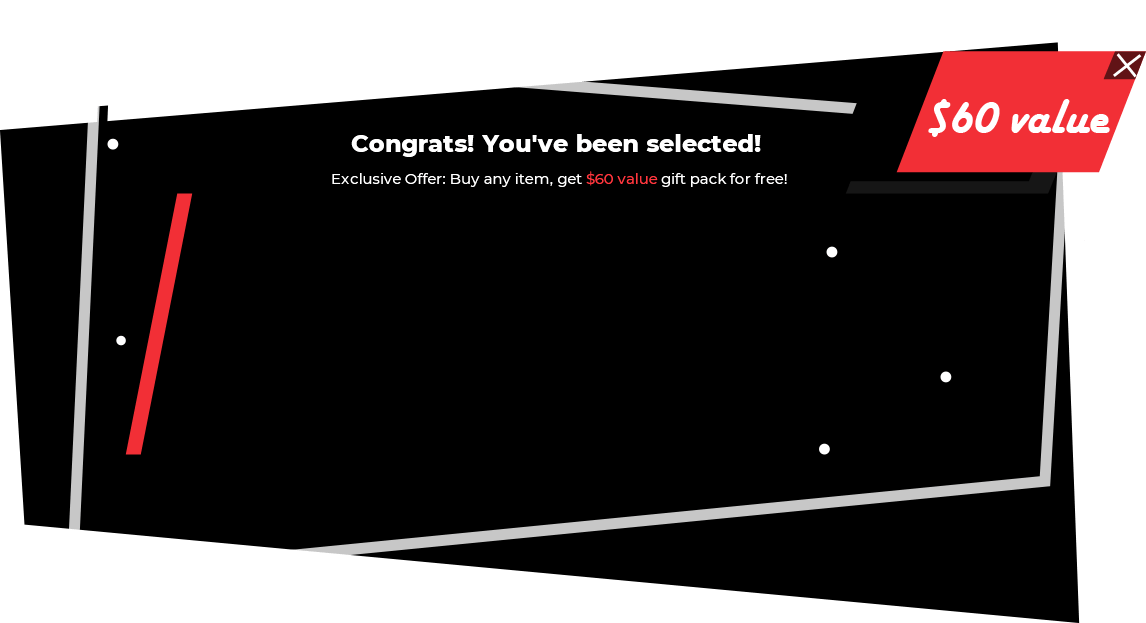 $60 value
Congrats! You've been selected!
Exclusive Offer: Buy any item, get $60 value gift pack for free!